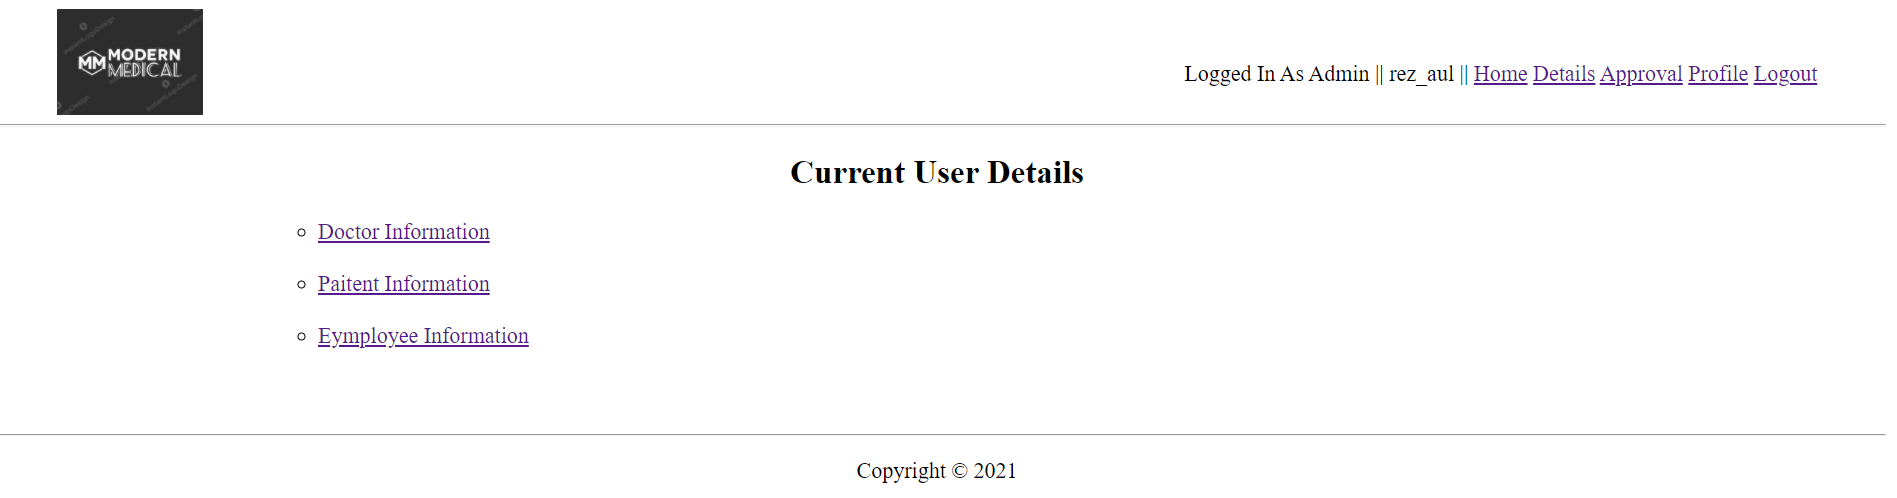 MM MODERN
MEDICAL
Logged In As Admin || rez_aul || Home Details Approval Profile Logout
Current User Details
Doctor Information
Paitent Information
Eymployee Information
Copyright © 2021